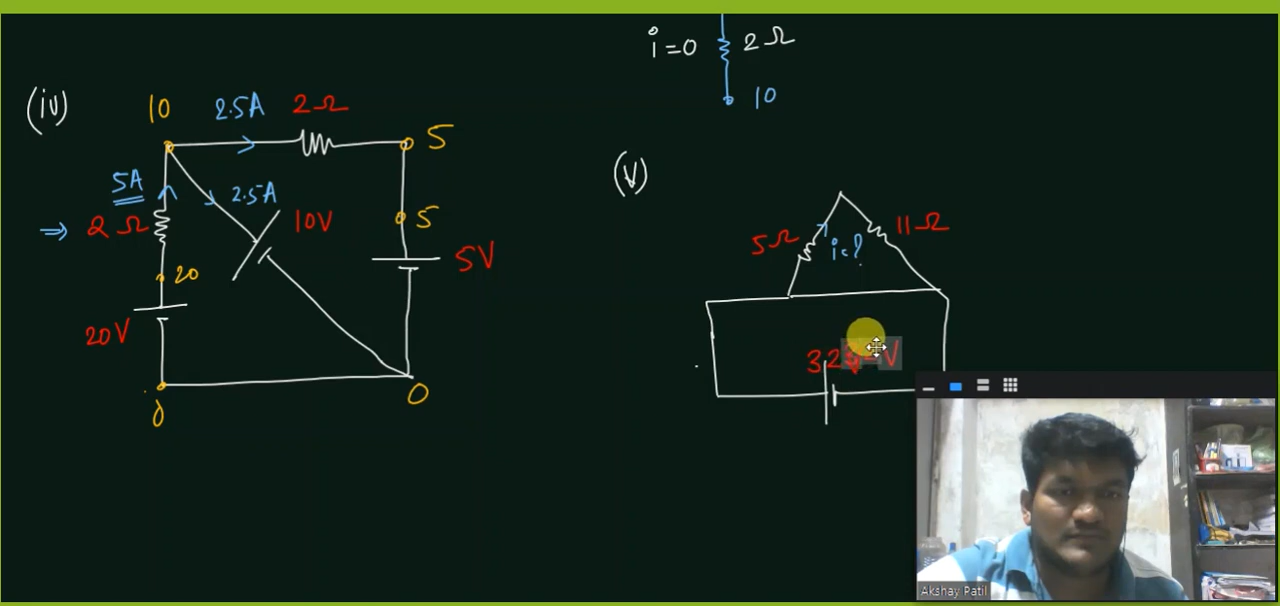 i=0 2Ω
10
(iv)
10 2.5A 2Ω 5
5A 2.5A
⇒ 2Ω 10V 5
20
20V 5V
0 0
(V)
5Ω 11Ω
i=?
V
Akshay Patil